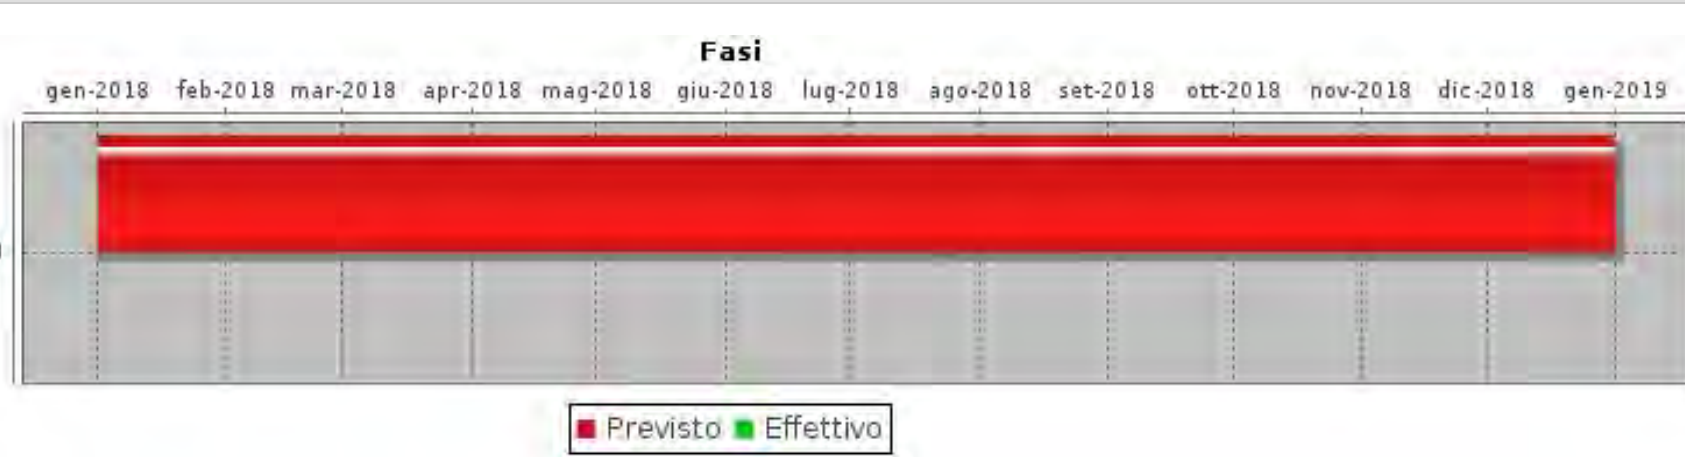 Fasi
gen-2018 feb-2018 mar-2018 apr-2018 mag-2018 giu-2018 lug-2018 ago-2018 set-2018 ott-2018 nov-2018 dic-2018 gen-2019
Previsto Effettivo